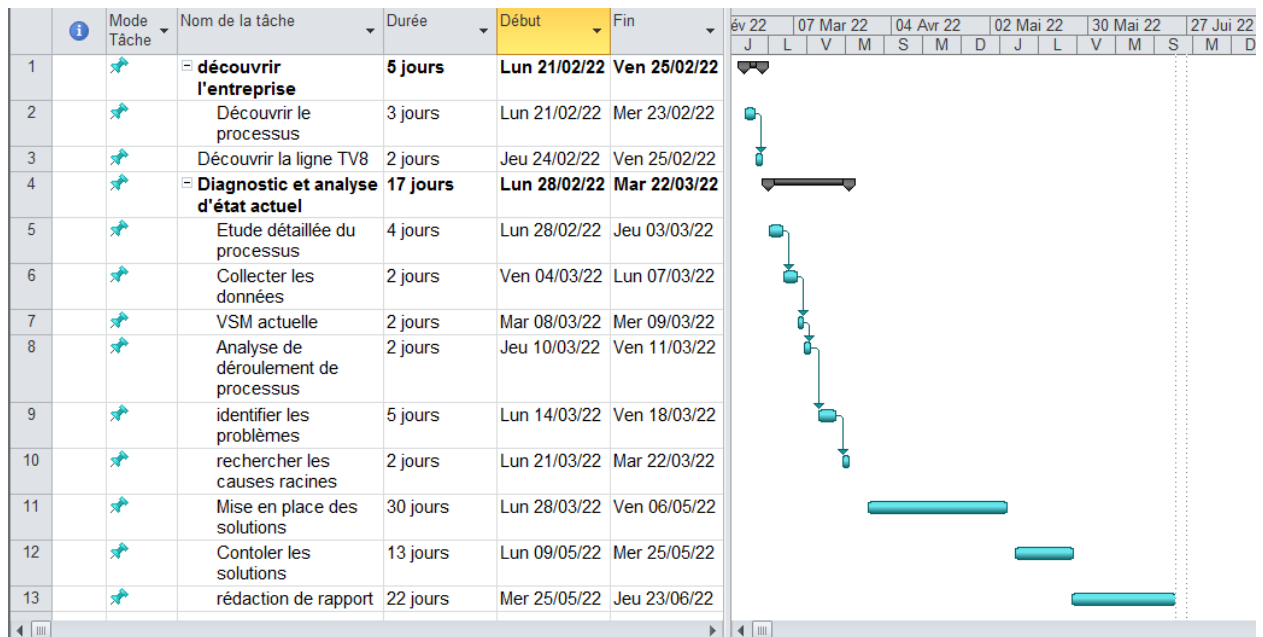 Mode Tâche Nom de la tâche Durée Début Fin
év 22 07 Mar 22 04 Avr 22 02 Mai 22 30 Mai 22 27 Jui 22
J L V M S M D J L V M S M D
1 découvrir l'entreprise 5 jours Lun 21/02/22 Ven 25/02/22
2 Découvrir le processus 3 jours Lun 21/02/22 Mer 23/02/22
3 Découvrir la ligne TV8 2 jours Jeu 24/02/22 Ven 25/02/22
4 Diagnostic et analyse d'état actuel 17 jours Lun 28/02/22 Mar 22/03/22
5 Etude détaillée du processus 4 jours Lun 28/02/22 Jeu 03/03/22
6 Collecter les données 2 jours Ven 04/03/22 Lun 07/03/22
7 VSM actuelle 2 jours Mar 08/03/22 Mer 09/03/22
8 Analyse de déroulement de processus 2 jours Jeu 10/03/22 Ven 11/03/22
9 identifier les problèmes 5 jours Lun 14/03/22 Ven 18/03/22
10 rechercher les causes racines 2 jours Lun 21/03/22 Mar 22/03/22
11 Mise en place des solutions 30 jours Lun 28/03/22 Ven 06/05/22
12 Contoler les solutions 13 jours Lun 09/05/22 Mer 25/05/22
13 rédaction de rapport 22 jours Mer 25/05/22 Jeu 23/06/22